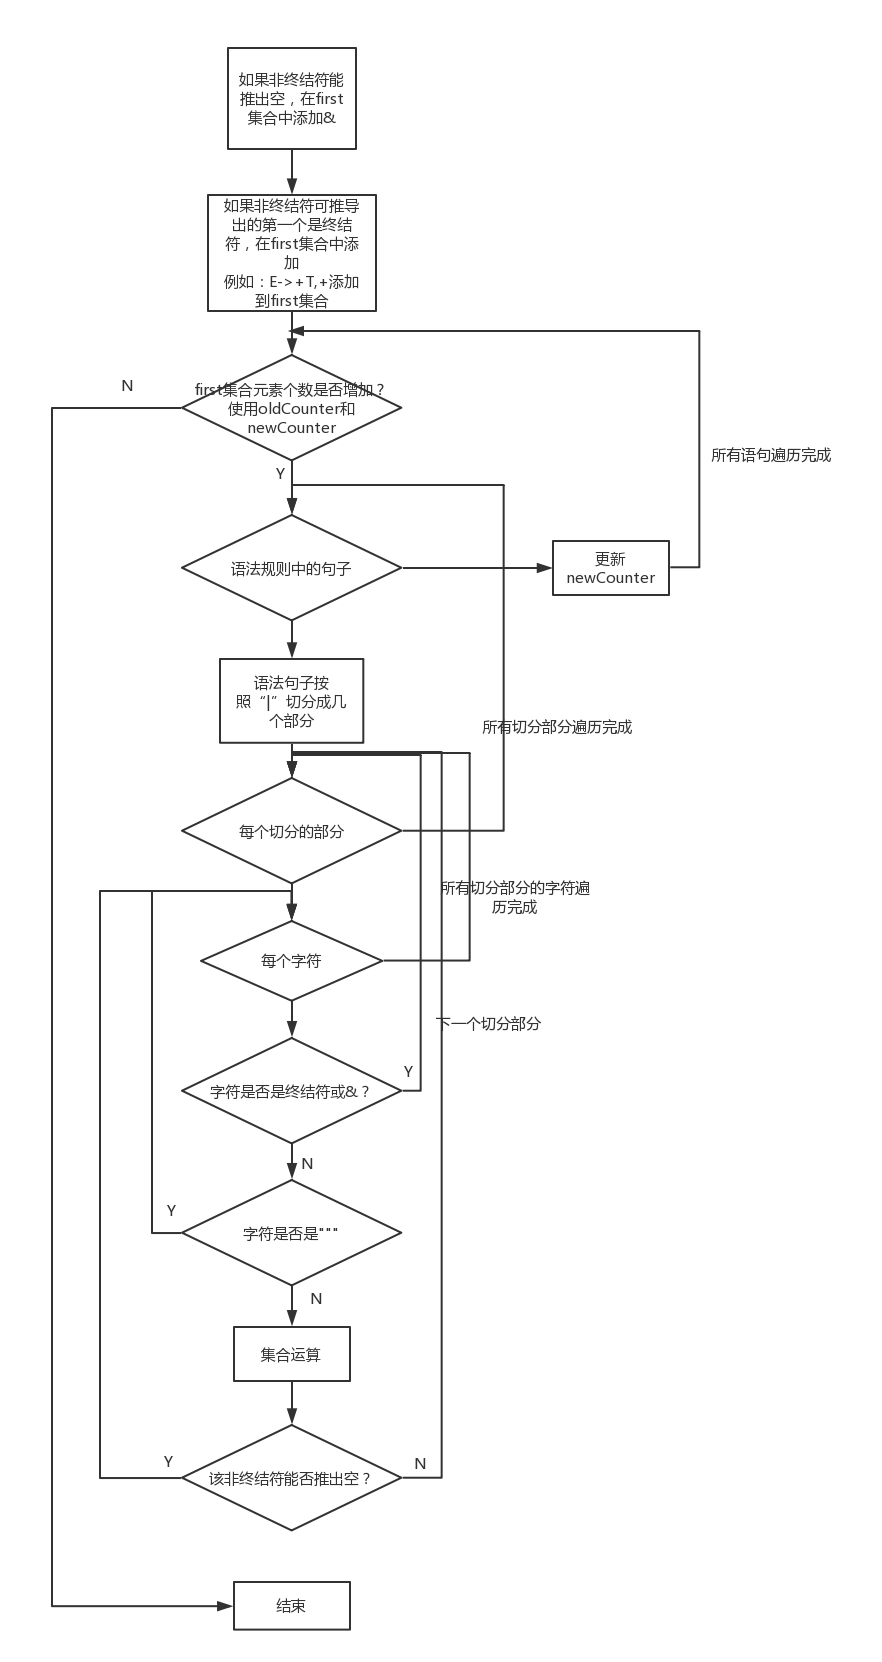 如果非终结符能
推出空，在first
集合中添加&
如果非终结符可推导
出的第一个是终结
符，在first集合中添
加
例如：E->+T,+添加
到first集合
N
first集合元素个数是否增加？
使用oldCounter和
newCounter
所有语句遍历完成
Y
语法规则中的句子
更新
newCounter
语法句子按
照“|”切分成几
个部分
所有切分部分遍历完成
每个切分的部分
所有切分部分的字符遍
历完成
每个字符
下一个切分部分
字符是否是终结符或&？
Y
N
Y
字符是否是"""
N
集合运算
Y
该非终结符能否推出空？
N
结束